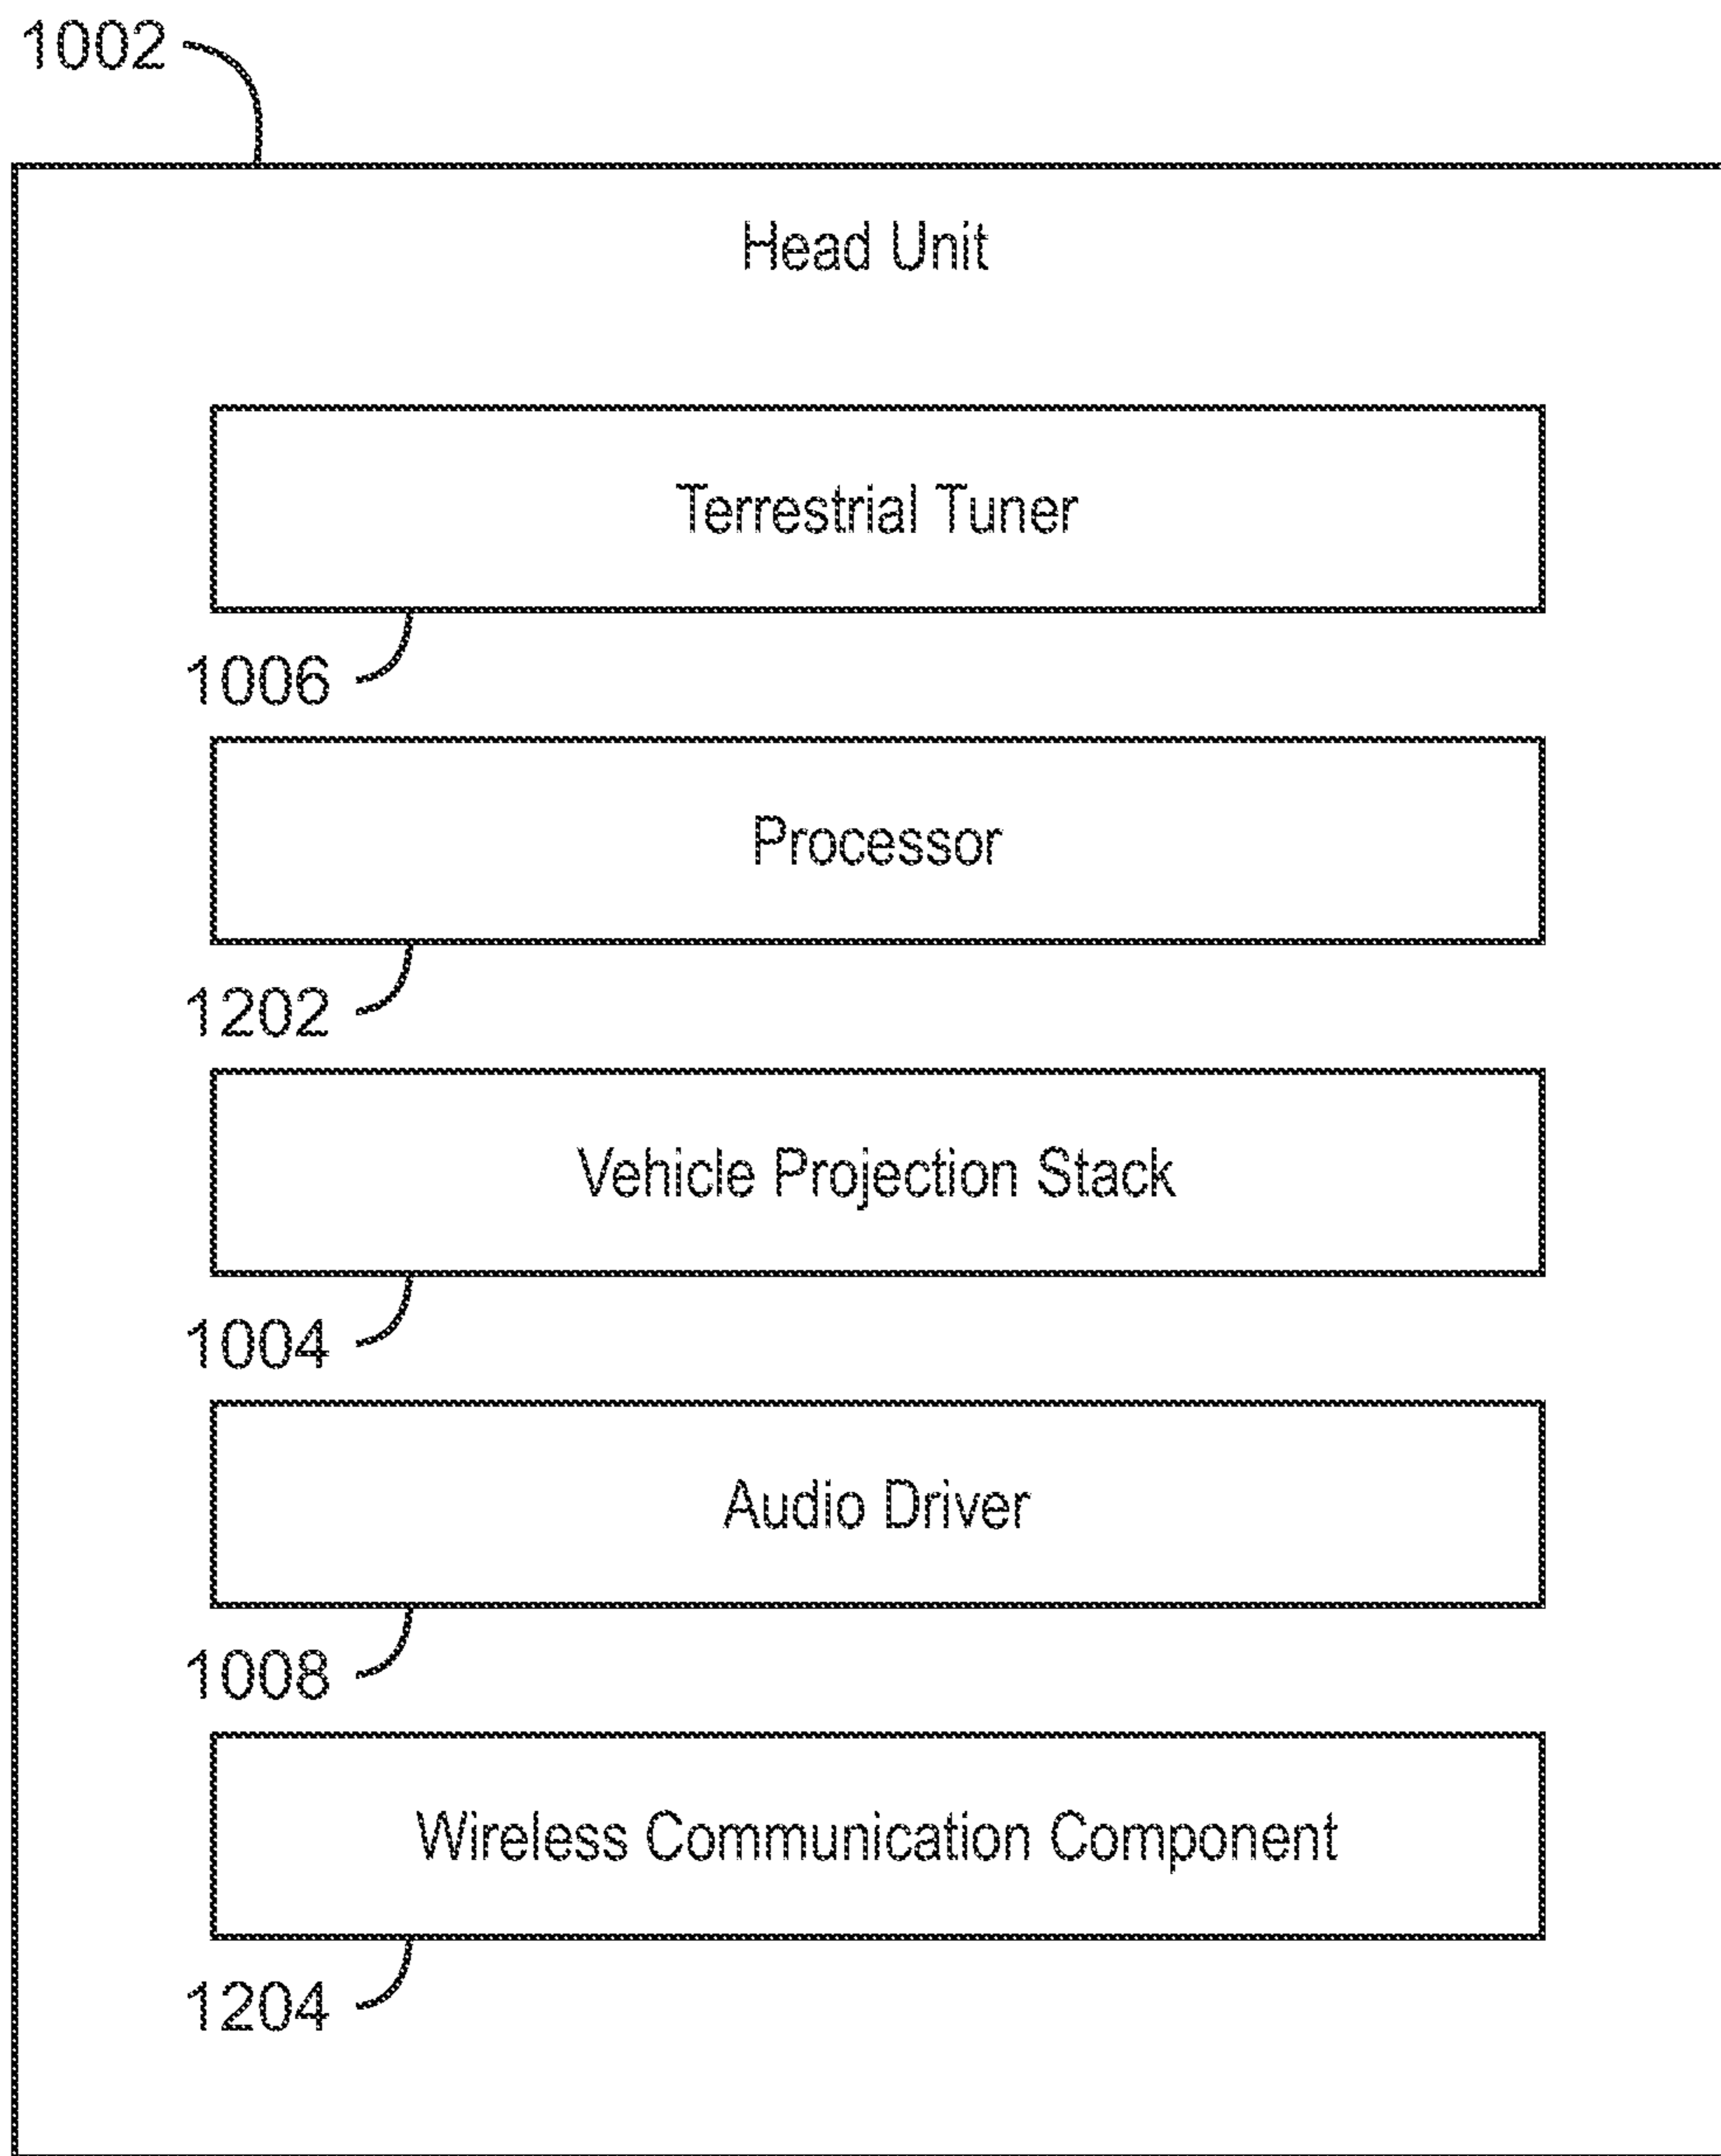 1002
Head Unit
Terrestrial Tuner
1006
Processor
1202
Vehicle Projection Stack
1004
Audio Driver
1008
Wireless Communication Component
1204